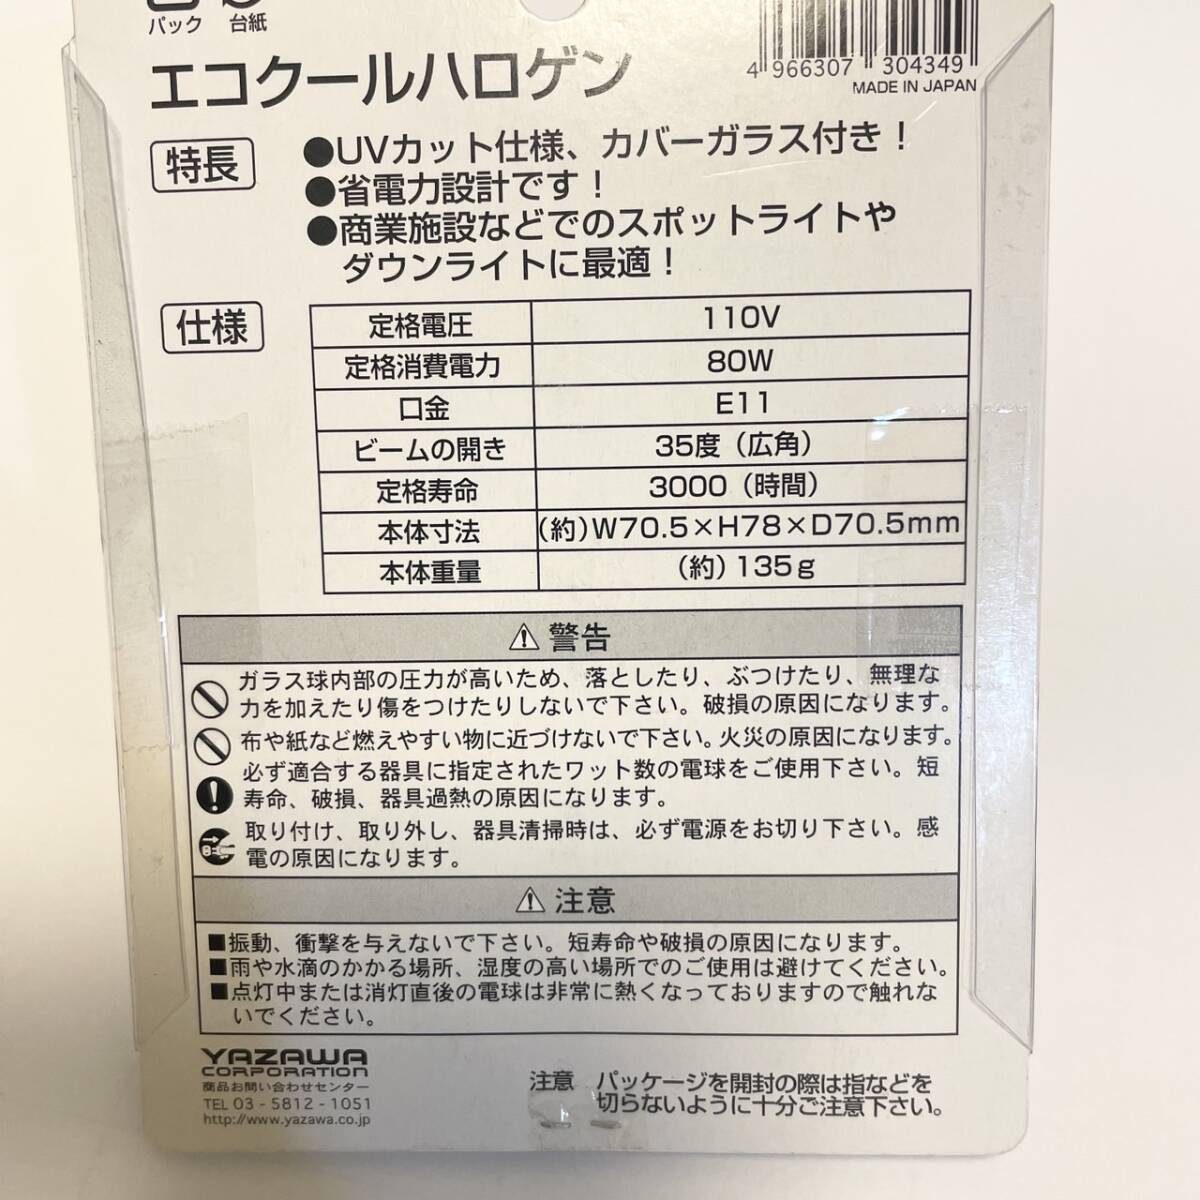 パック 台紙
エコクールハロゲン
4 966307 304349
MADE IN JAPAN
特長
●UVカット仕様、カバーガラス付き！
●省電力設計です！
●商業施設などでのスポットライトや
ダウンライトに最適！
仕様
定格電圧 110V
定格消費電力 80W
口金 E11
ビームの開き 35度（広角）
定格寿命 3000（時間）
本体寸法 (約)W70.5×H78×D70.5mm
本体重量 (約)135g
⚠警告
ガラス球内部の圧力が高いため、落としたり、ぶつけたり、無理な
力を加えたり傷をつけたりしないで下さい。破損の原因になります。
布や紙など燃えやすい物に近づけないで下さい。火災の原因になります。
必ず適合する器具に指定されたワット数の電球をご使用下さい。短
寿命、破損、器具過熱の原因になります。
取り付け、取り外し、器具清掃時は、必ず電源をお切り下さい。感
電の原因になります。
⚠注意
■振動、衝撃を与えないで下さい。短寿命や破損の原因になります。
■雨や水滴のかかる場所、湿度の高い場所でのご使用は避けてください。
■点灯中または消灯直後の電球は非常に熱くなっておりますので触れな
いでください。
YAZAWA
CORPORATION
商品お問い合わせセンター
TEL 03-5812-1051
http://www.yazawa.co.jp
注意 パッケージを開封の際は指などを
切らないように十分ご注意下さい。